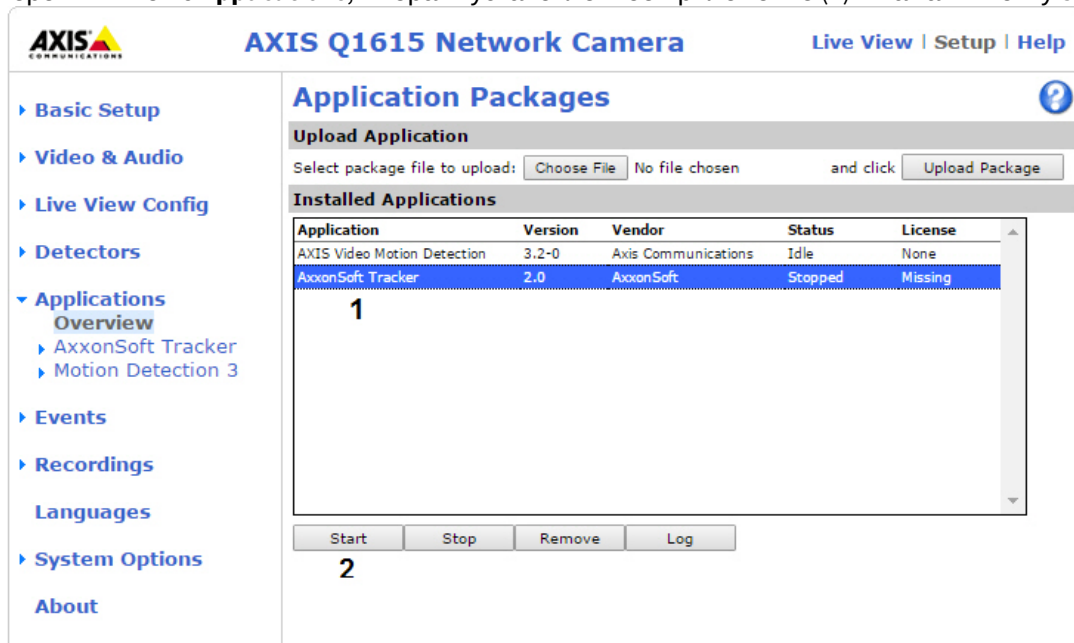 AXIS
COMMUNICATIONS
AXIS Q1615 Network Camera
Live View | Setup | Help
Basic Setup
Video & Audio
Live View Config
Detectors
Applications
Overview
AxxonSoft Tracker
Motion Detection 3
Events
Recordings
Languages
System Options
About
Application Packages
?
Upload Application
Select package file to upload: Choose File No file chosen and click Upload Package
Installed Applications
Application Version Vendor Status License
AXIS Video Motion Detection 3.2-0 Axis Communications Idle None
AxxonSoft Tracker 2.0 AxxonSoft Stopped Missing
1
Start Stop Remove Log
2